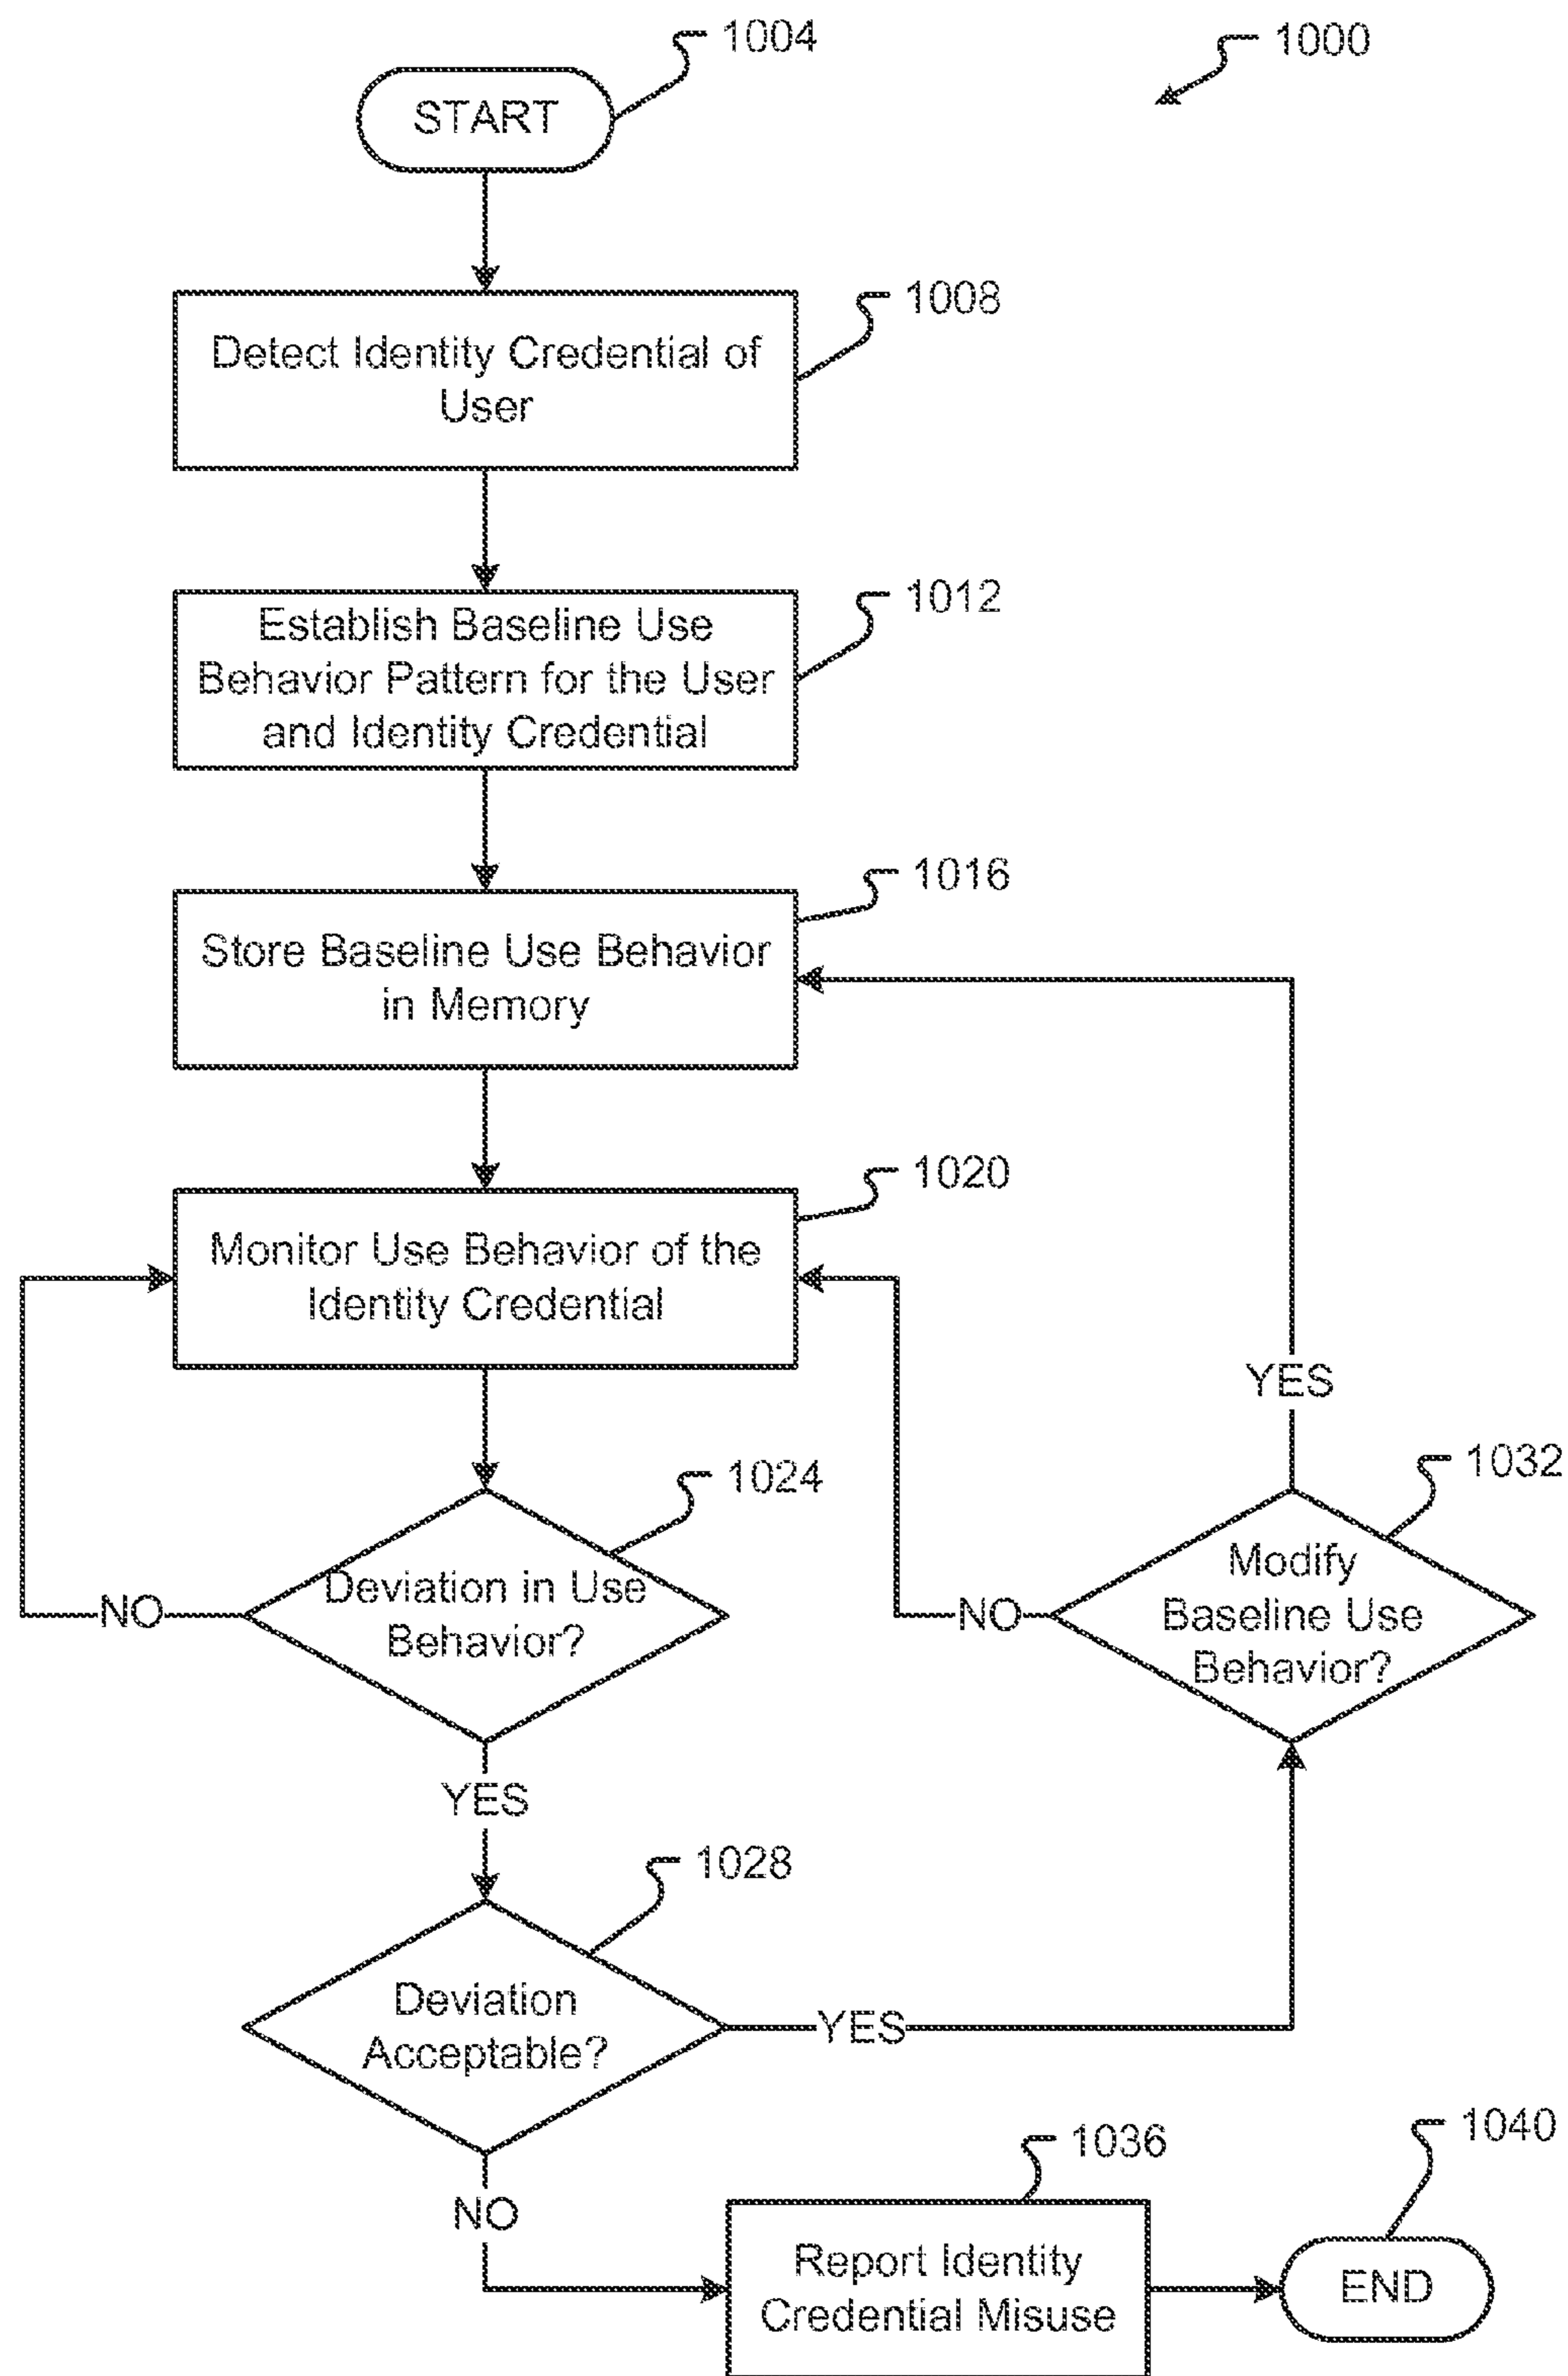 1004
1000
START
1008
Detect Identity Credential of
User
1012
Establish Baseline Use
Behavior Pattern for the User
and Identity Credential
1016
Store Baseline Use Behavior
in Memory
1020
Monitor Use Behavior of the
Identity Credential
YES
1024
1032
Deviation in Use
Behavior?
NO
Modify
Baseline Use
Behavior?
NO
YES
1028
Deviation
Acceptable?
YES
NO
1036
1040
Report Identity
Credential Misuse
END